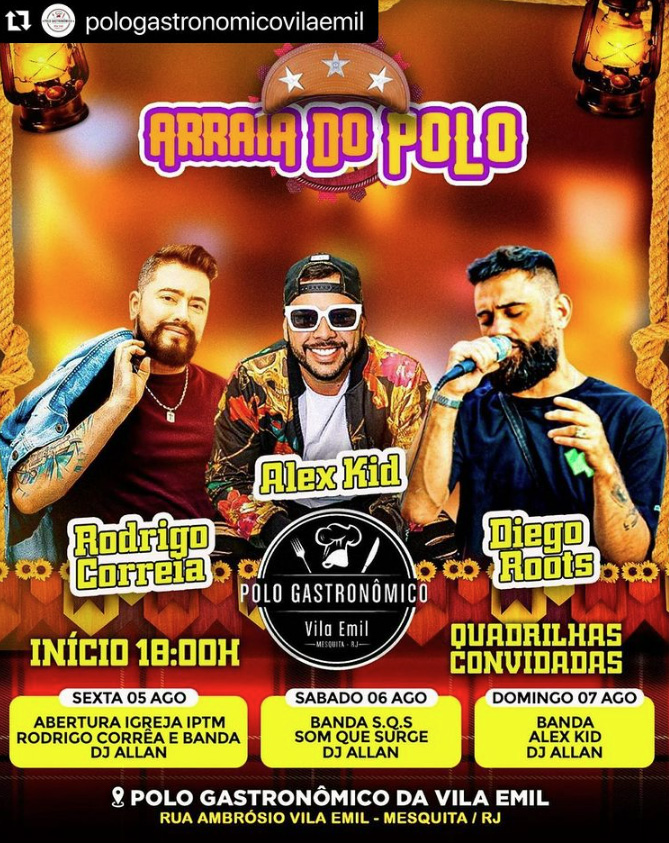 pologastronomicovilaemil
ARRAIA DO POLO
Alex Kid
Rodrigo
Correia
Diego
Roots
POLO GASTRONÔMICO
Vila Emil
MESQUITA - RJ
INÍCIO 18:00H
QUADRILHAS
CONVIDADAS
SEXTA 05 AGO
ABERTURA IGREJA IPTM
RODRIGO CORRÊA E BANDA
DJ ALLAN
SABADO 06 AGO
BANDA S.Q.S
SOM QUE SURGE
DJ ALLAN
DOMINGO 07 AGO
BANDA
ALEX KID
DJ ALLAN
POLO GASTRONÔMICO DA VILA EMIL
RUA AMBRÓSIO VILA EMIL - MESQUITA / RJ